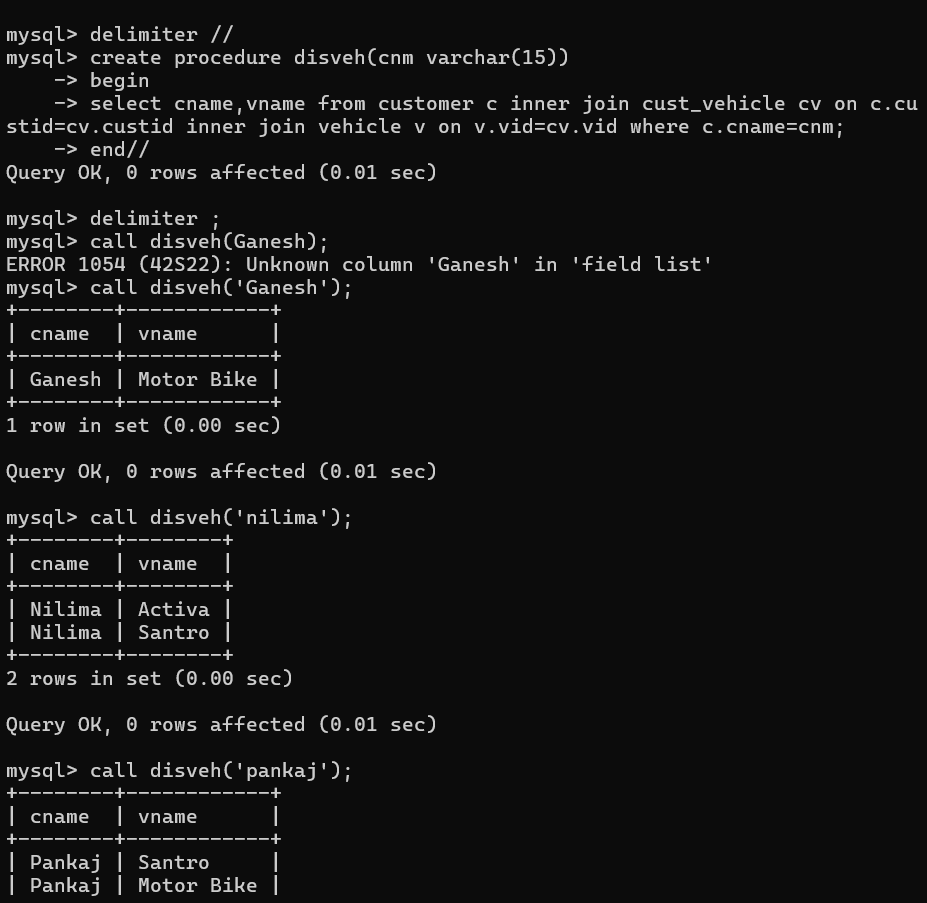 mysql> delimiter //
mysql> create procedure disveh(cnm varchar(15))
    -> begin
    -> select cname,vname from customer c inner join cust_vehicle cv on c.cu
stid=cv.custid inner join vehicle v on v.vid=cv.vid where c.cname=cnm;
    -> end//
Query OK, 0 rows affected (0.01 sec)

mysql> delimiter ;
mysql> call disveh(Ganesh);
ERROR 1054 (42S22): Unknown column 'Ganesh' in 'field list'
mysql> call disveh('Ganesh');
+--------+------------+
| cname  | vname      |
+--------+------------+
| Ganesh | Motor Bike |
+--------+------------+
1 row in set (0.00 sec)

Query OK, 0 rows affected (0.01 sec)

mysql> call disveh('nilima');
+--------+--------+
| cname  | vname  |
+--------+--------+
| Nilima | Activa |
| Nilima | Santro |
+--------+--------+
2 rows in set (0.00 sec)

Query OK, 0 rows affected (0.01 sec)

mysql> call disveh('pankaj');
+--------+------------+
| cname  | vname      |
+--------+------------+
| Pankaj | Santro     |
| Pankaj | Motor Bike |